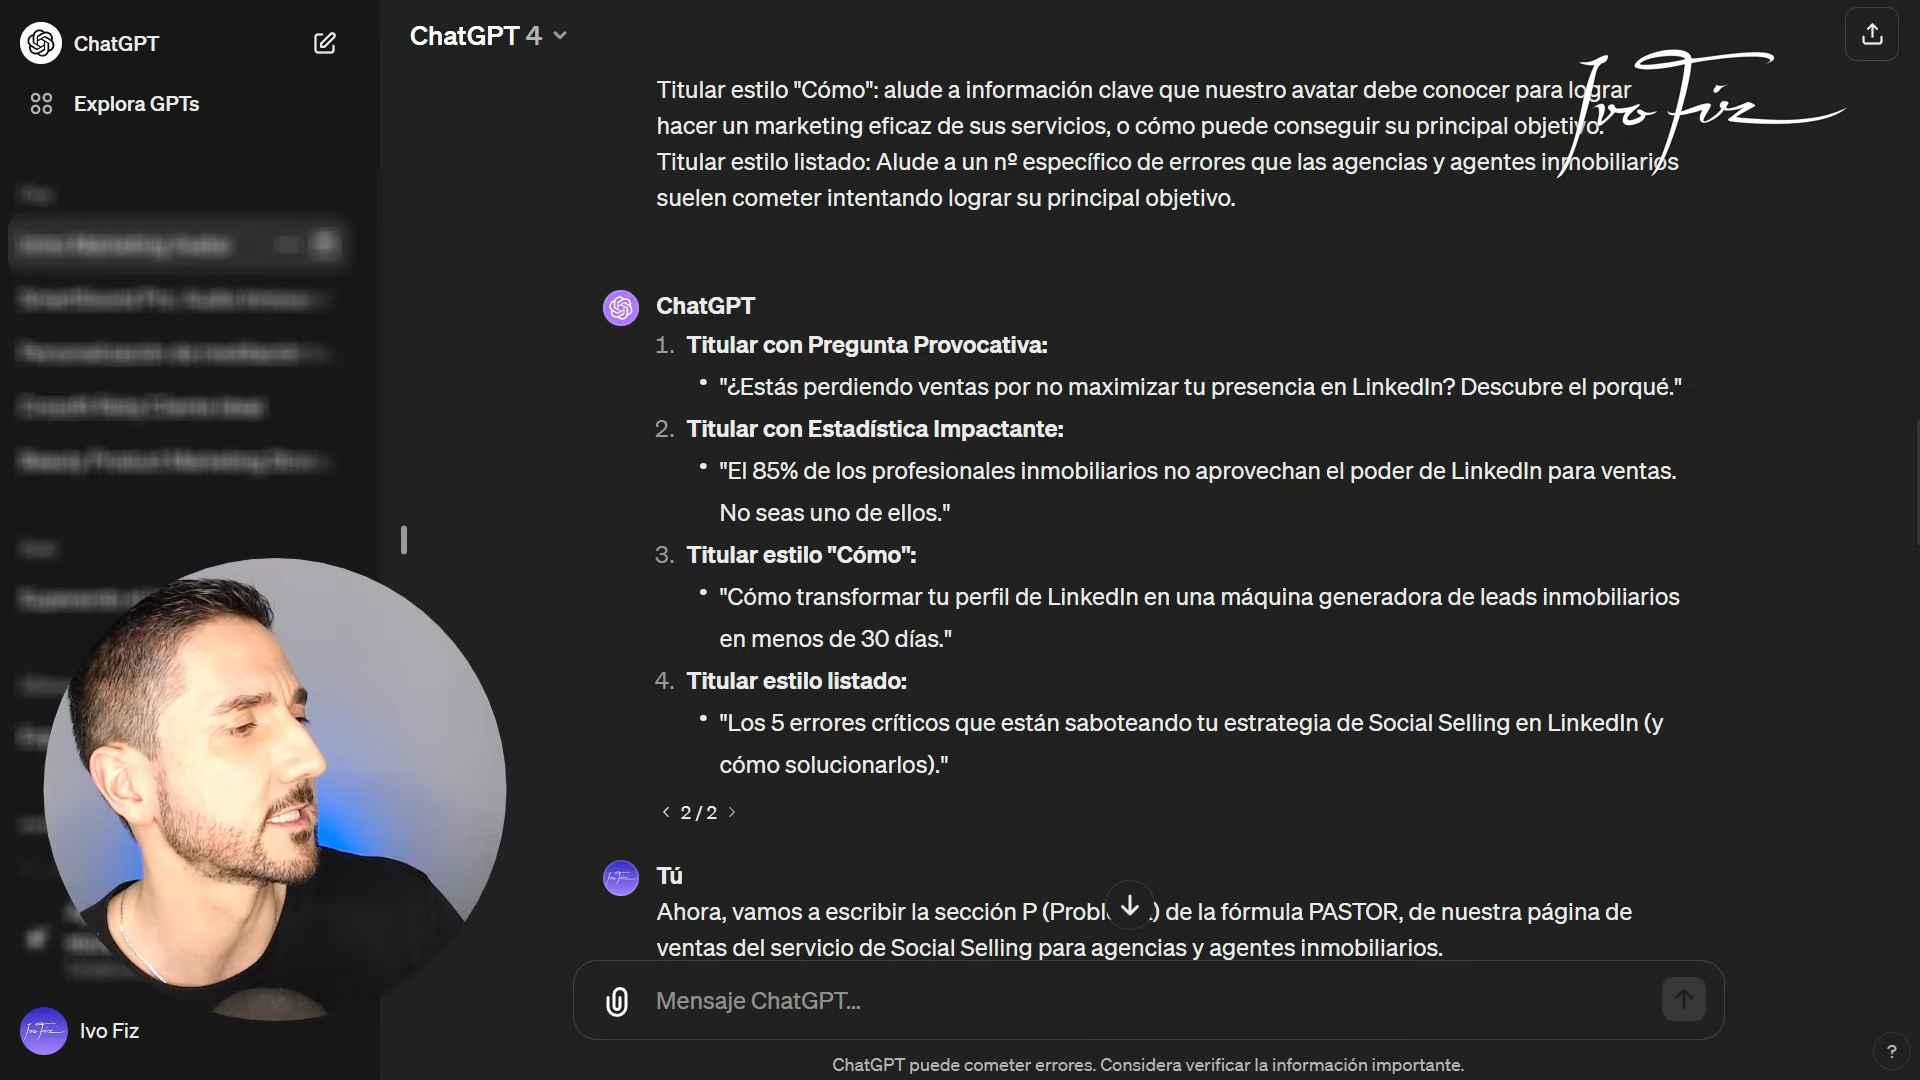 ChatGPT
Explora GPTs
ChatGPT 4
Ivo Fiz
Titular estilo "Cómo": alude a información clave que nuestro avatar debe conocer para lograr
hacer un marketing eficaz de sus servicios, o cómo puede conseguir su principal objetivo.
Titular estilo listado: Alude a un nº específico de errores que las agencias y agentes inmobiliarios
suelen cometer intentando lograr su principal objetivo.
ChatGPT
1. Titular con Pregunta Provocativa:
• "¿Estás perdiendo ventas por no maximizar tu presencia en LinkedIn? Descubre el porqué."
2. Titular con Estadística Impactante:
• "El 85% de los profesionales inmobiliarios no aprovechan el poder de LinkedIn para ventas.
No seas uno de ellos."
3. Titular estilo "Cómo":
• "Cómo transformar tu perfil de LinkedIn en una máquina generadora de leads inmobiliarios
en menos de 30 días."
4. Titular estilo listado:
• "Los 5 errores críticos que están saboteando tu estrategia de Social Selling en LinkedIn (y
cómo solucionarlos)."
< 2 / 2 >
Tú
Ahora, vamos a escribir la sección P (Probl ) de la fórmula PASTOR, de nuestra página de
ventas del servicio de Social Selling para agencias y agentes inmobiliarios.
Mensaje ChatGPT...
Ivo Fiz
ChatGPT puede cometer errores. Considera verificar la información importante.
?